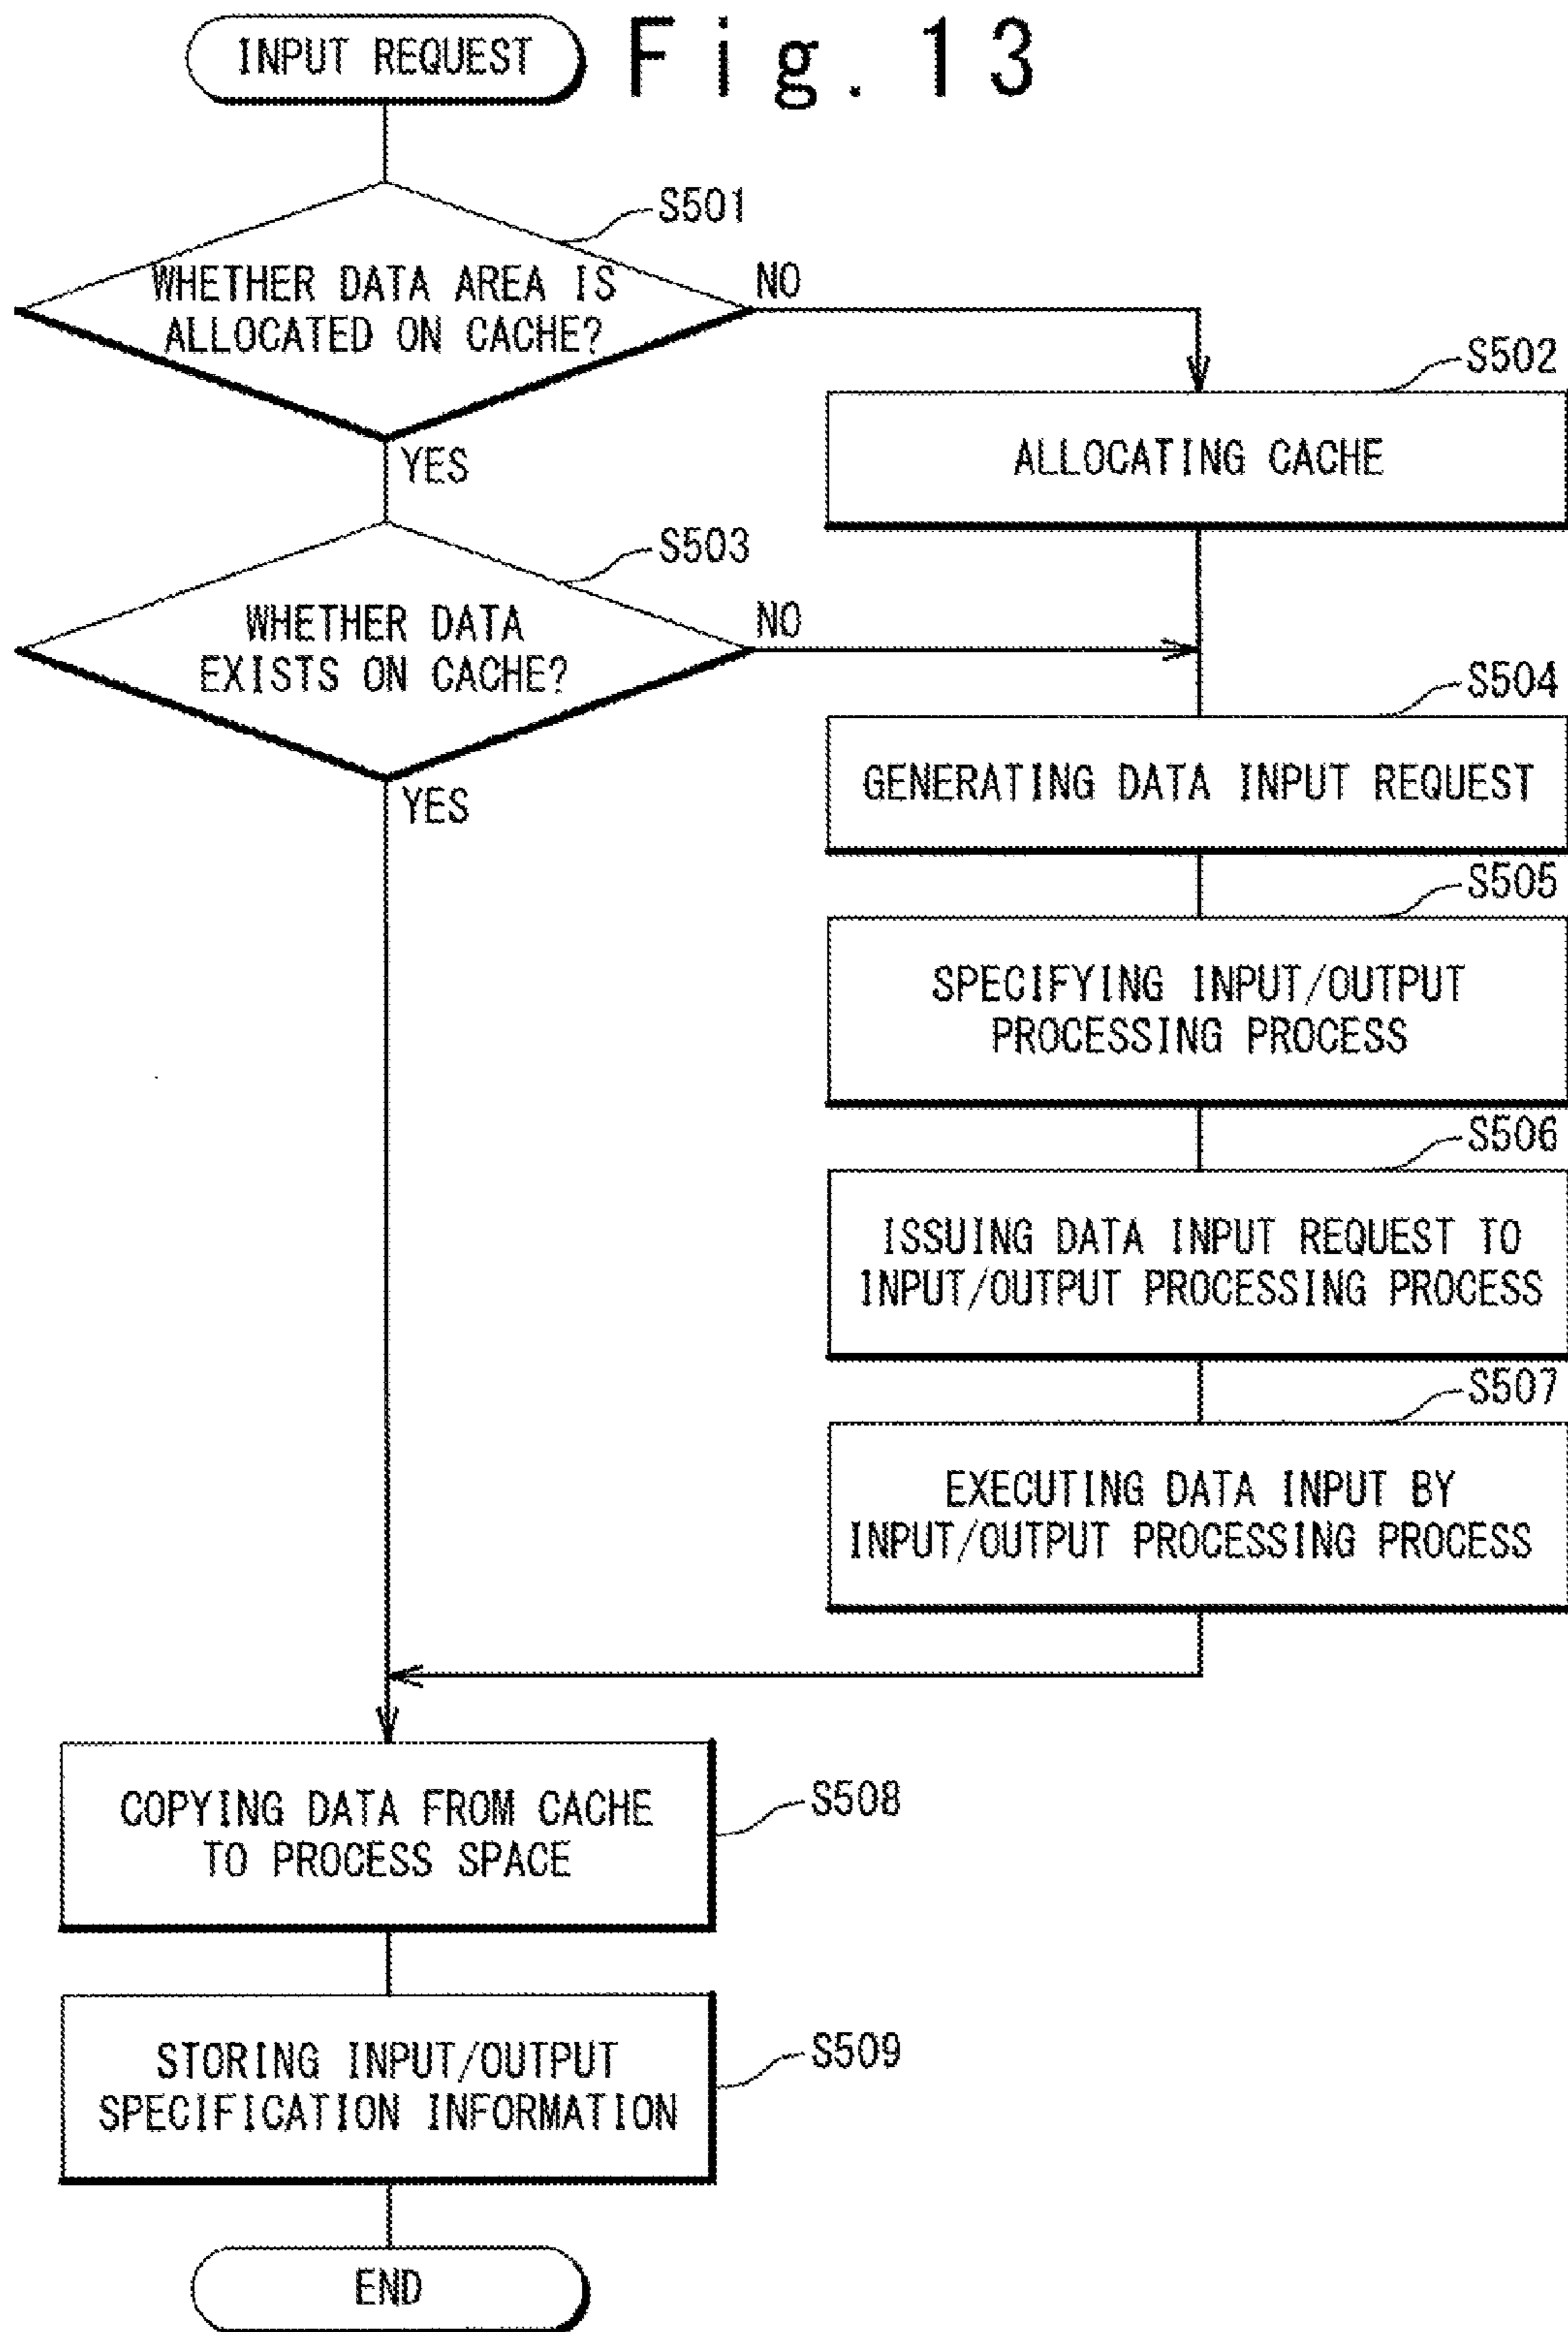 Fig. 13
INPUT REQUEST
S501
WHETHER DATA AREA IS
ALLOCATED ON CACHE?
NO
YES
S502
ALLOCATING CACHE
S503
WHETHER DATA
EXISTS ON CACHE?
NO
YES
S504
GENERATING DATA INPUT REQUEST
S505
SPECIFYING INPUT/OUTPUT
PROCESSING PROCESS
S506
ISSUING DATA INPUT REQUEST TO
INPUT/OUTPUT PROCESSING PROCESS
S507
EXECUTING DATA INPUT BY
INPUT/OUTPUT PROCESSING PROCESS
S508
COPYING DATA FROM CACHE
TO PROCESS SPACE
S509
STORING INPUT/OUTPUT
SPECIFICATION INFORMATION
END